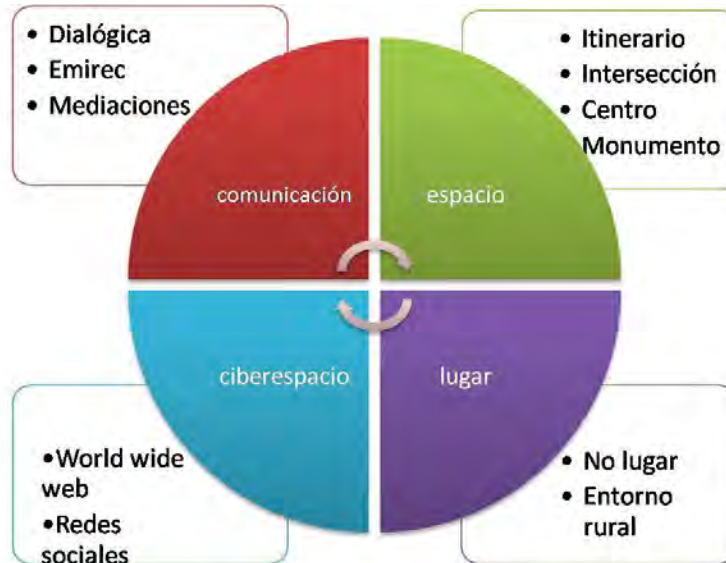 • Dialógica
• Emirec
• Mediaciones
• Itinerario
• Intersección
• Centro
Monumento
comunicación
espacio
ciberespacio
lugar
•World wide
web
•Redes
sociales
• No lugar
• Entorno
rural